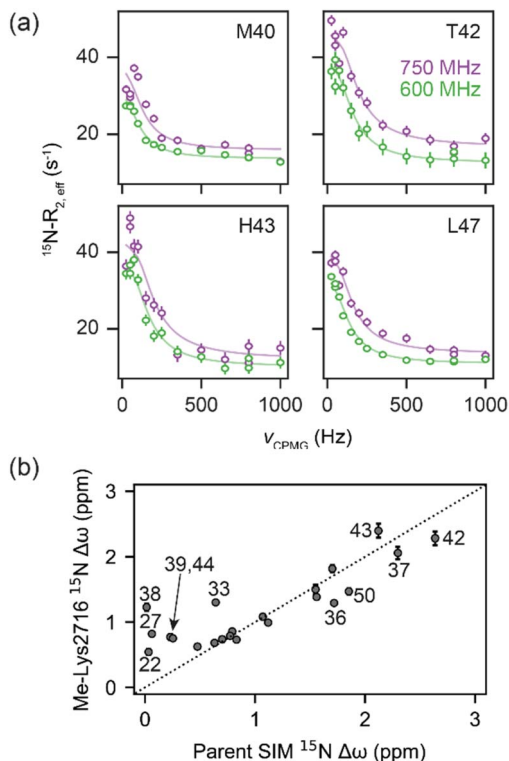 (a)
M40
T42
750 MHz
600 MHz
40
20
H43
L47
40
20
¹⁵N-R₂, eff (s⁻¹)
0 500 1000 0 500 1000
ν_CPMG (Hz)
(b)
3
2
1
0
Me-Lys2716 ¹⁵N Δω (ppm)
39,44
43
42
38
33
37
27
50
36
22
0 1 2 3
Parent SIM ¹⁵N Δω (ppm)